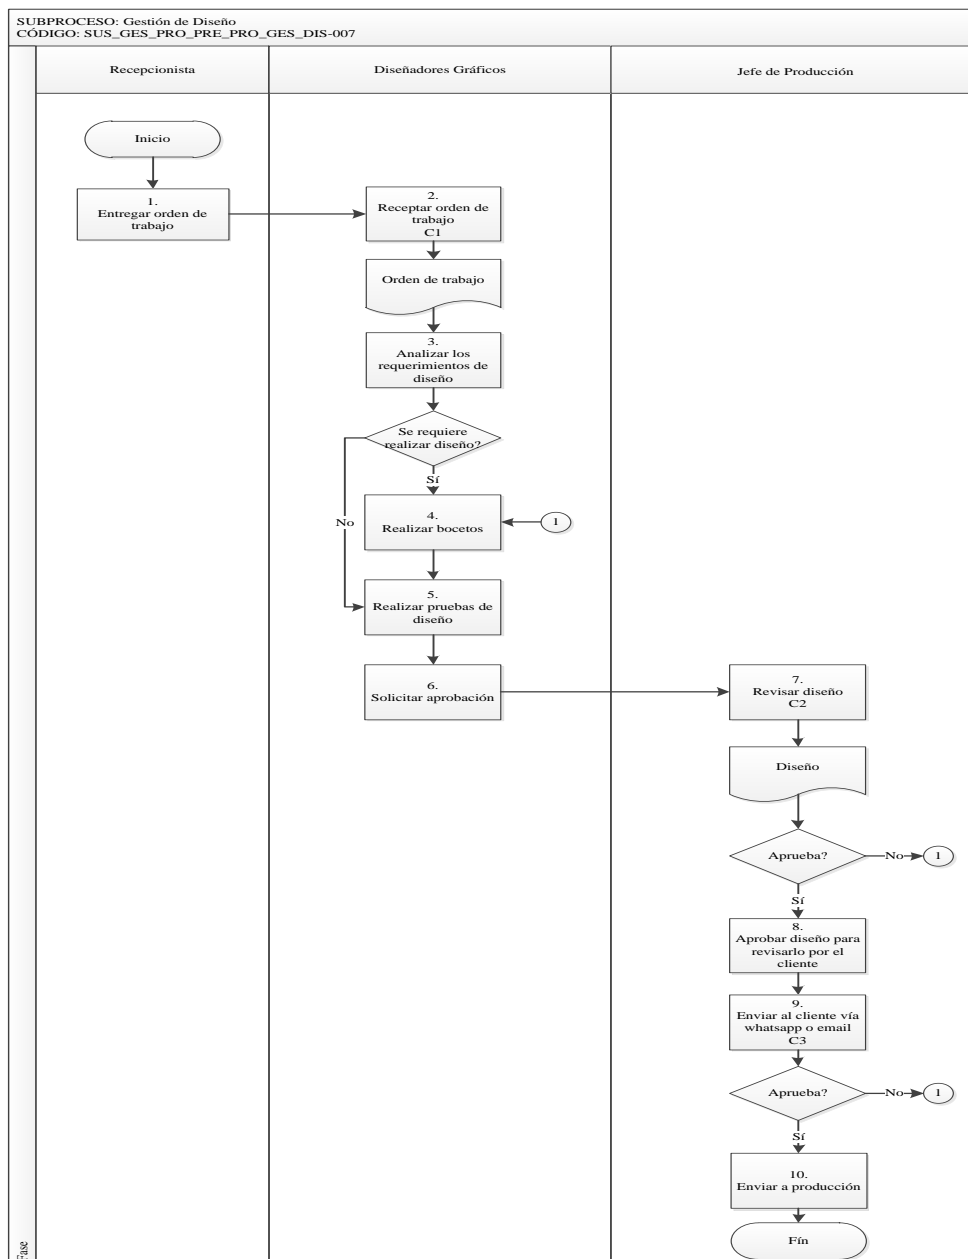 SUBPROCESO: Gestión de Diseño
CÓDIGO: SUS_GES_PRO_PRE_PRO_GES_DIS-007
Recepcionista
Diseñadores Gráficos
Jefe de Producción
Inicio
1.
Entregar orden de
trabajo
2.
Receptar orden de
trabajo
C1
Orden de trabajo
3.
Analizar los
requerimientos de
diseño
Se requiere
realizar diseño?
Sí
No
4.
Realizar bocetos
1
5.
Realizar pruebas de
diseño
6.
Solicitar aprobación
7.
Revisar diseño
C2
Diseño
Aprueba?
No
1
Sí
8.
Aprobar diseño para
revisarlo por el
cliente
9.
Enviar al cliente vía
whatsapp o email
C3
Aprueba?
No
1
Sí
10.
Enviar a producción
Fín
Fase